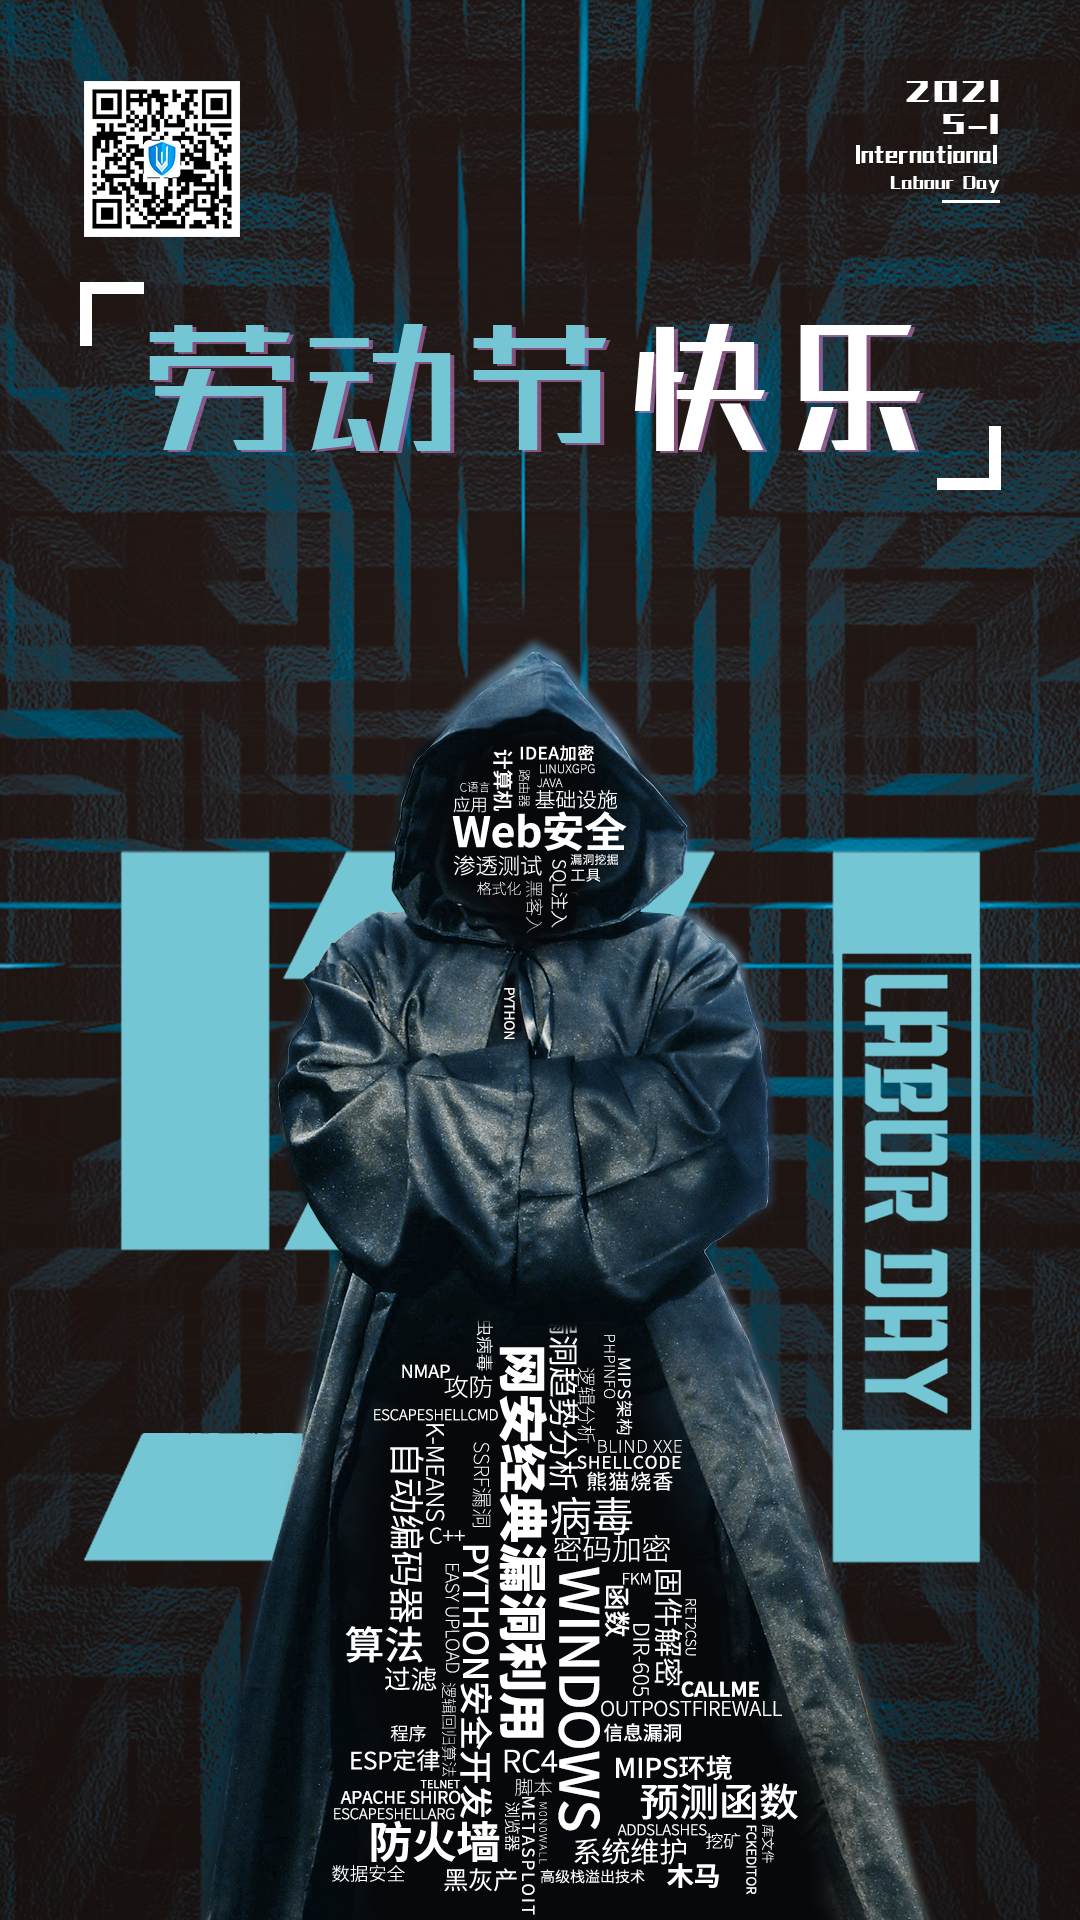 2021
5-1
International
Labour Day
劳动节快乐
IDEA加密
LINUXGPG
计算机
路由器
JAVA
C语言
应用
基础设施
Web安全
渗透测试
漏洞挖掘
工具
SQL注入
格式化
黑客入
PYTHON
LABOR DAY
虫病毒
NMAP
攻防
网安经典漏洞利用
洞趋势分析
逻辑分析
PHPINFO
MIPS架构
ESCAPESHELLCMD
K-MEANS
自动编码器
SSRF漏洞
BLIND XXE
SHELLCODE
熊猫烧香
病毒
密码加密
C++
PYTHON安全开发
EASY UPLOAD
WINDOWS
FKM
函数
固件解密
RET2CSU
DIR-605
算法
过滤
逻辑回归算法
CALLME
OUTPOSTFIREWALL
程序
信息漏洞
ESP定律
RC4
MIPS环境
脚本
TELNET
APACHE SHIRO
ESCAPESHELLARG
预测函数
浏览器
METASPLOIT
MONOWALL
ADDSLASHES
挖矿
FCKEDITOR
库文件
防火墙
系统维护
数据安全
黑灰产
高级栈溢出技术
木马